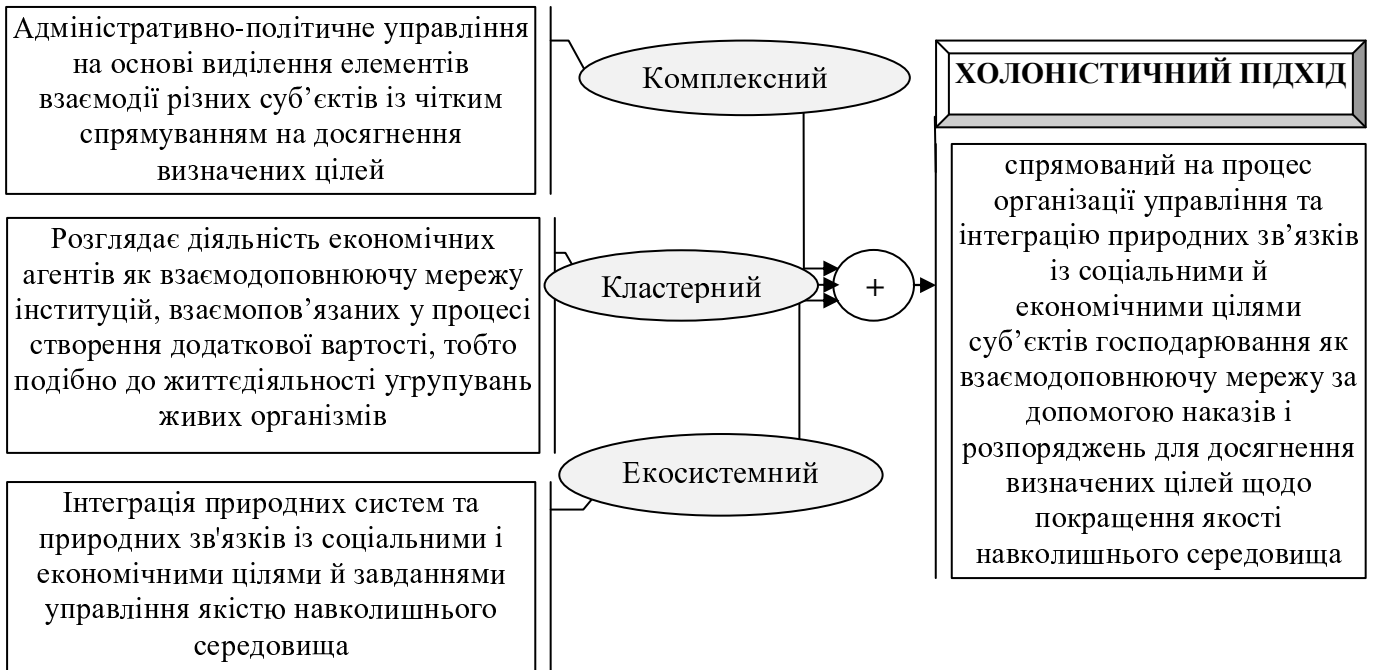 Адміністративно-політичне управління
на основі виділення елементів
взаємодії різних суб’єктів із чітким
спрямуванням на досягнення
визначених цілей
Комплексний
Розглядає діяльність економічних
агентів як взаємодоповнюючу мережу
інституцій, взаємопов’язаних у процесі
створення додаткової вартості, тобто
подібно до життєдіяльності угрупувань
живих організмів
Кластерний
Інтеграція природних систем та
природних зв'язків із соціальними і
економічними цілями й завданнями
управління якістю навколишнього
середовища
Екосистемний
+
ХОЛОНІСТИЧНИЙ ПІДХІД
спрямований на процес
організації управління та
інтеграцію природних зв’язків
із соціальними й
економічними цілями
суб’єктів господарювання як
взаємодоповнюючу мережу за
допомогою наказів і
розпоряджень для досягнення
визначених цілей щодо
покращення якості
навколишнього середовища